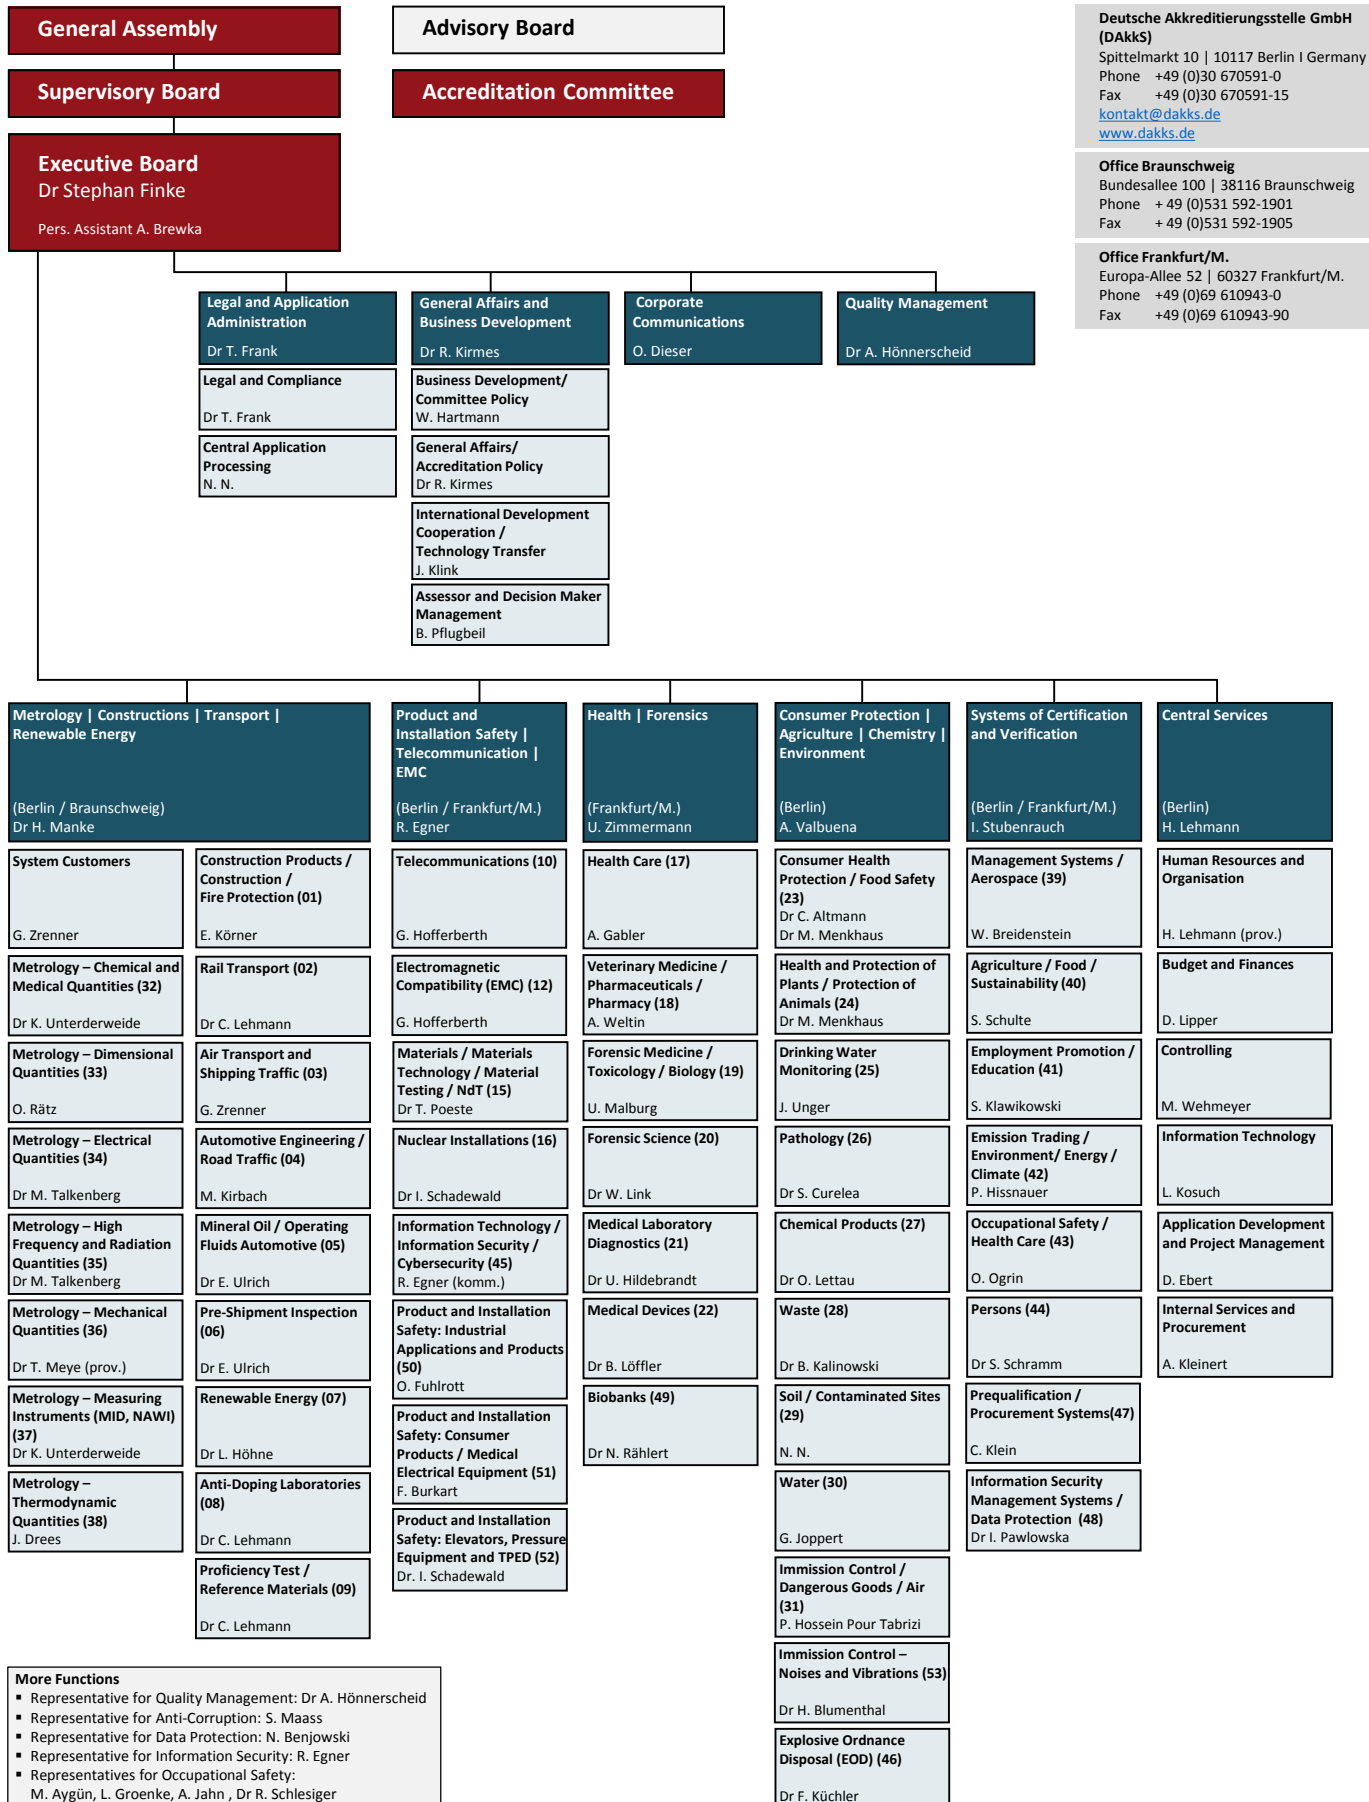 General Assembly
Supervisory Board
Executive Board
Dr Stephan Finke
Pers. Assistant A. Brewka
Advisory Board
Accreditation Committee
Deutsche Akkreditierungsstelle GmbH
(DAkkS)
Spittelmarkt 10 | 10117 Berlin I Germany
Phone +49 (0)30 670591-0
Fax +49 (0)30 670591-15
kontakt@dakks.de
www.dakks.de
Office Braunschweig
Bundesallee 100 | 38116 Braunschweig
Phone + 49 (0)531 592-1901
Fax + 49 (0)531 592-1905
Office Frankfurt/M.
Europa-Allee 52 | 60327 Frankfurt/M.
Phone +49 (0)69 610943-0
Fax +49 (0)69 610943-90
Legal and Application
Administration
Dr T. Frank
Legal and Compliance
Dr T. Frank
Central Application
Processing
N. N.
General Affairs and
Business Development
Dr R. Kirmes
Business Development/
Committee Policy
W. Hartmann
General Affairs/
Accreditation Policy
Dr R. Kirmes
International Development
Cooperation /
Technology Transfer
J. Klink
Assessor and Decision Maker
Management
B. Pflugbeil
Corporate
Communications
O. Dieser
Quality Management
Dr A. Hönnerscheid
Metrology | Constructions | Transport |
Renewable Energy
(Berlin / Braunschweig)
Dr H. Manke
System Customers
G. Zrenner
Metrology – Chemical and
Medical Quantities (32)
Dr K. Unterderweide
Metrology – Dimensional
Quantities (33)
O. Rätz
Metrology – Electrical
Quantities (34)
Dr M. Talkenberg
Metrology – High
Frequency and Radiation
Quantities (35)
Dr M. Talkenberg
Metrology – Mechanical
Quantities (36)
Dr T. Meye (prov.)
Metrology – Measuring
Instruments (MID, NAWI)
(37)
Dr K. Unterderweide
Metrology –
Thermodynamic
Quantities (38)
J. Drees
Construction Products /
Construction /
Fire Protection (01)
E. Körner
Rail Transport (02)
Dr C. Lehmann
Air Transport and
Shipping Traffic (03)
G. Zrenner
Automotive Engineering /
Road Traffic (04)
M. Kirbach
Mineral Oil / Operating
Fluids Automotive (05)
Dr E. Ulrich
Pre-Shipment Inspection
(06)
Dr E. Ulrich
Renewable Energy (07)
Dr L. Höhne
Anti-Doping Laboratories
(08)
Dr C. Lehmann
Proficiency Test /
Reference Materials (09)
Dr C. Lehmann
Product and
Installation Safety |
Telecommunication |
EMC
(Berlin / Frankfurt/M.)
R. Egner
Telecommunications (10)
G. Hofferberth
Electromagnetic
Compatibility (EMC) (12)
G. Hofferberth
Materials / Materials
Technology / Material
Testing / NdT (15)
Dr T. Poeste
Nuclear Installations (16)
Dr I. Schadewald
Information Technology /
Information Security /
Cybersecurity (45)
R. Egner (komm.)
Product and Installation
Safety: Industrial
Applications and Products
(50)
O. Fuhlrott
Product and Installation
Safety: Consumer
Products / Medical
Electrical Equipment (51)
F. Burkart
Product and Installation
Safety: Elevators, Pressure
Equipment and TPED (52)
Dr. I. Schadewald
Health | Forensics
(Frankfurt/M.)
U. Zimmermann
Health Care (17)
A. Gabler
Veterinary Medicine /
Pharmaceuticals /
Pharmacy (18)
A. Weltin
Forensic Medicine /
Toxicology / Biology (19)
U. Malburg
Forensic Science (20)
Dr W. Link
Medical Laboratory
Diagnostics (21)
Dr U. Hildebrandt
Medical Devices (22)
Dr B. Löffler
Biobanks (49)
Dr N. Rählert
Consumer Protection |
Agriculture | Chemistry |
Environment
(Berlin)
A. Valbuena
Consumer Health
Protection / Food Safety
(23)
Dr C. Altmann
Dr M. Menkhaus
Health and Protection of
Plants / Protection of
Animals (24)
Dr M. Menkhaus
Drinking Water
Monitoring (25)
J. Unger
Pathology (26)
Dr S. Curelea
Chemical Products (27)
Dr O. Lettau
Waste (28)
Dr B. Kalinowski
Soil / Contaminated Sites
(29)
N. N.
Water (30)
G. Joppert
Immission Control /
Dangerous Goods / Air
(31)
P. Hossein Pour Tabrizi
Immission Control –
Noises and Vibrations (53)
Dr H. Blumenthal
Explosive Ordnance
Disposal (EOD) (46)
Dr F. Küchler
Systems of Certification
and Verification
(Berlin / Frankfurt/M.)
I. Stubenrauch
Management Systems /
Aerospace (39)
W. Breidenstein
Agriculture / Food /
Sustainability (40)
S. Schulte
Employment Promotion /
Education (41)
S. Klawikowski
Emission Trading /
Environment/ Energy /
Climate (42)
P. Hissnauer
Occupational Safety /
Health Care (43)
O. Ogrin
Persons (44)
Dr S. Schramm
Prequalification /
Procurement Systems(47)
C. Klein
Information Security
Management Systems /
Data Protection (48)
Dr I. Pawlowska
Central Services
(Berlin)
H. Lehmann
Human Resources and
Organisation
H. Lehmann (prov.)
Budget and Finances
D. Lipper
Controlling
M. Wehmeyer
Information Technology
L. Kosuch
Application Development
and Project Management
D. Ebert
Internal Services and
Procurement
A. Kleinert
More Functions
▪ Representative for Quality Management: Dr A. Hönnerscheid
▪ Representative for Anti-Corruption: S. Maass
▪ Representative for Data Protection: N. Benjowski
▪ Representative for Information Security: R. Egner
▪ Representatives for Occupational Safety:
M. Aygün, L. Groenke, A. Jahn , Dr R. Schlesiger